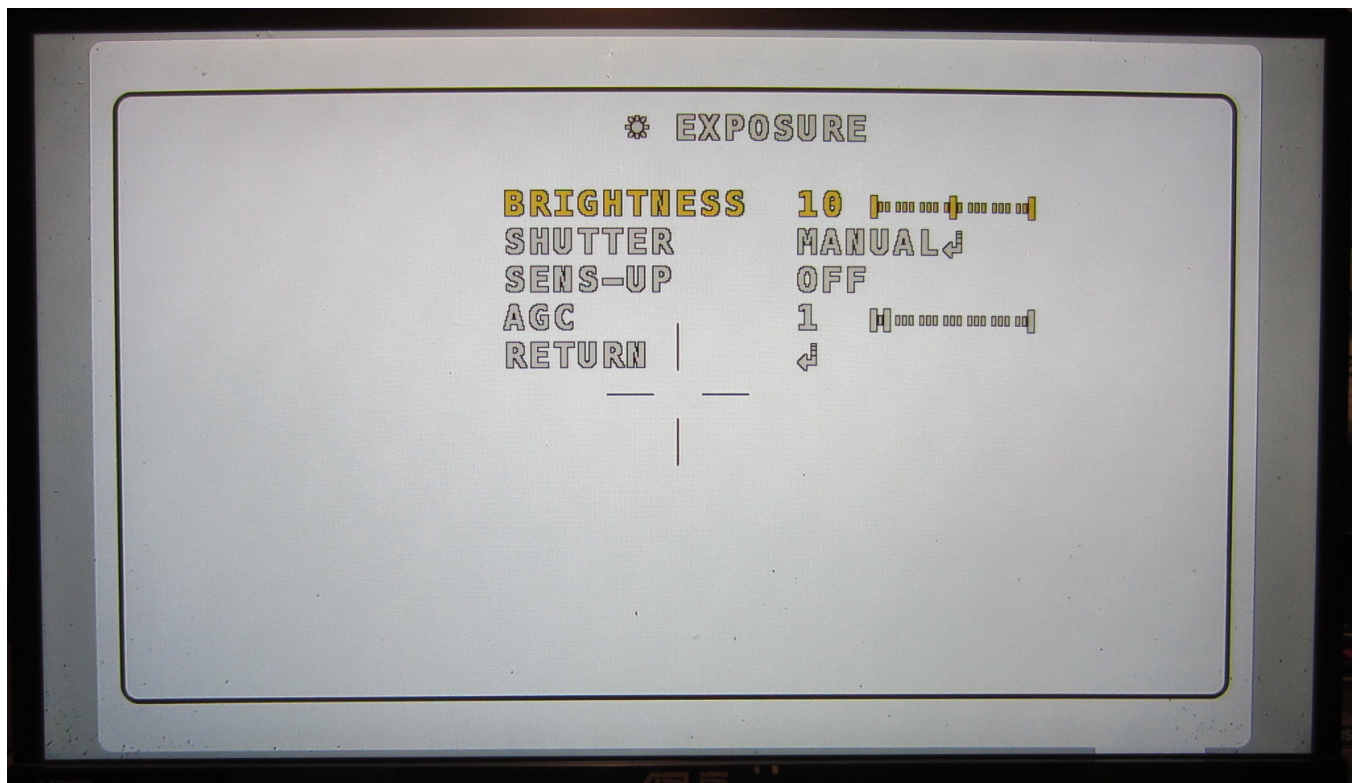 EXPOSURE
BRIGHTNESS 10
SHUTTER MANUAL↲
SENS-UP OFF
AGC 1
RETURN ↲